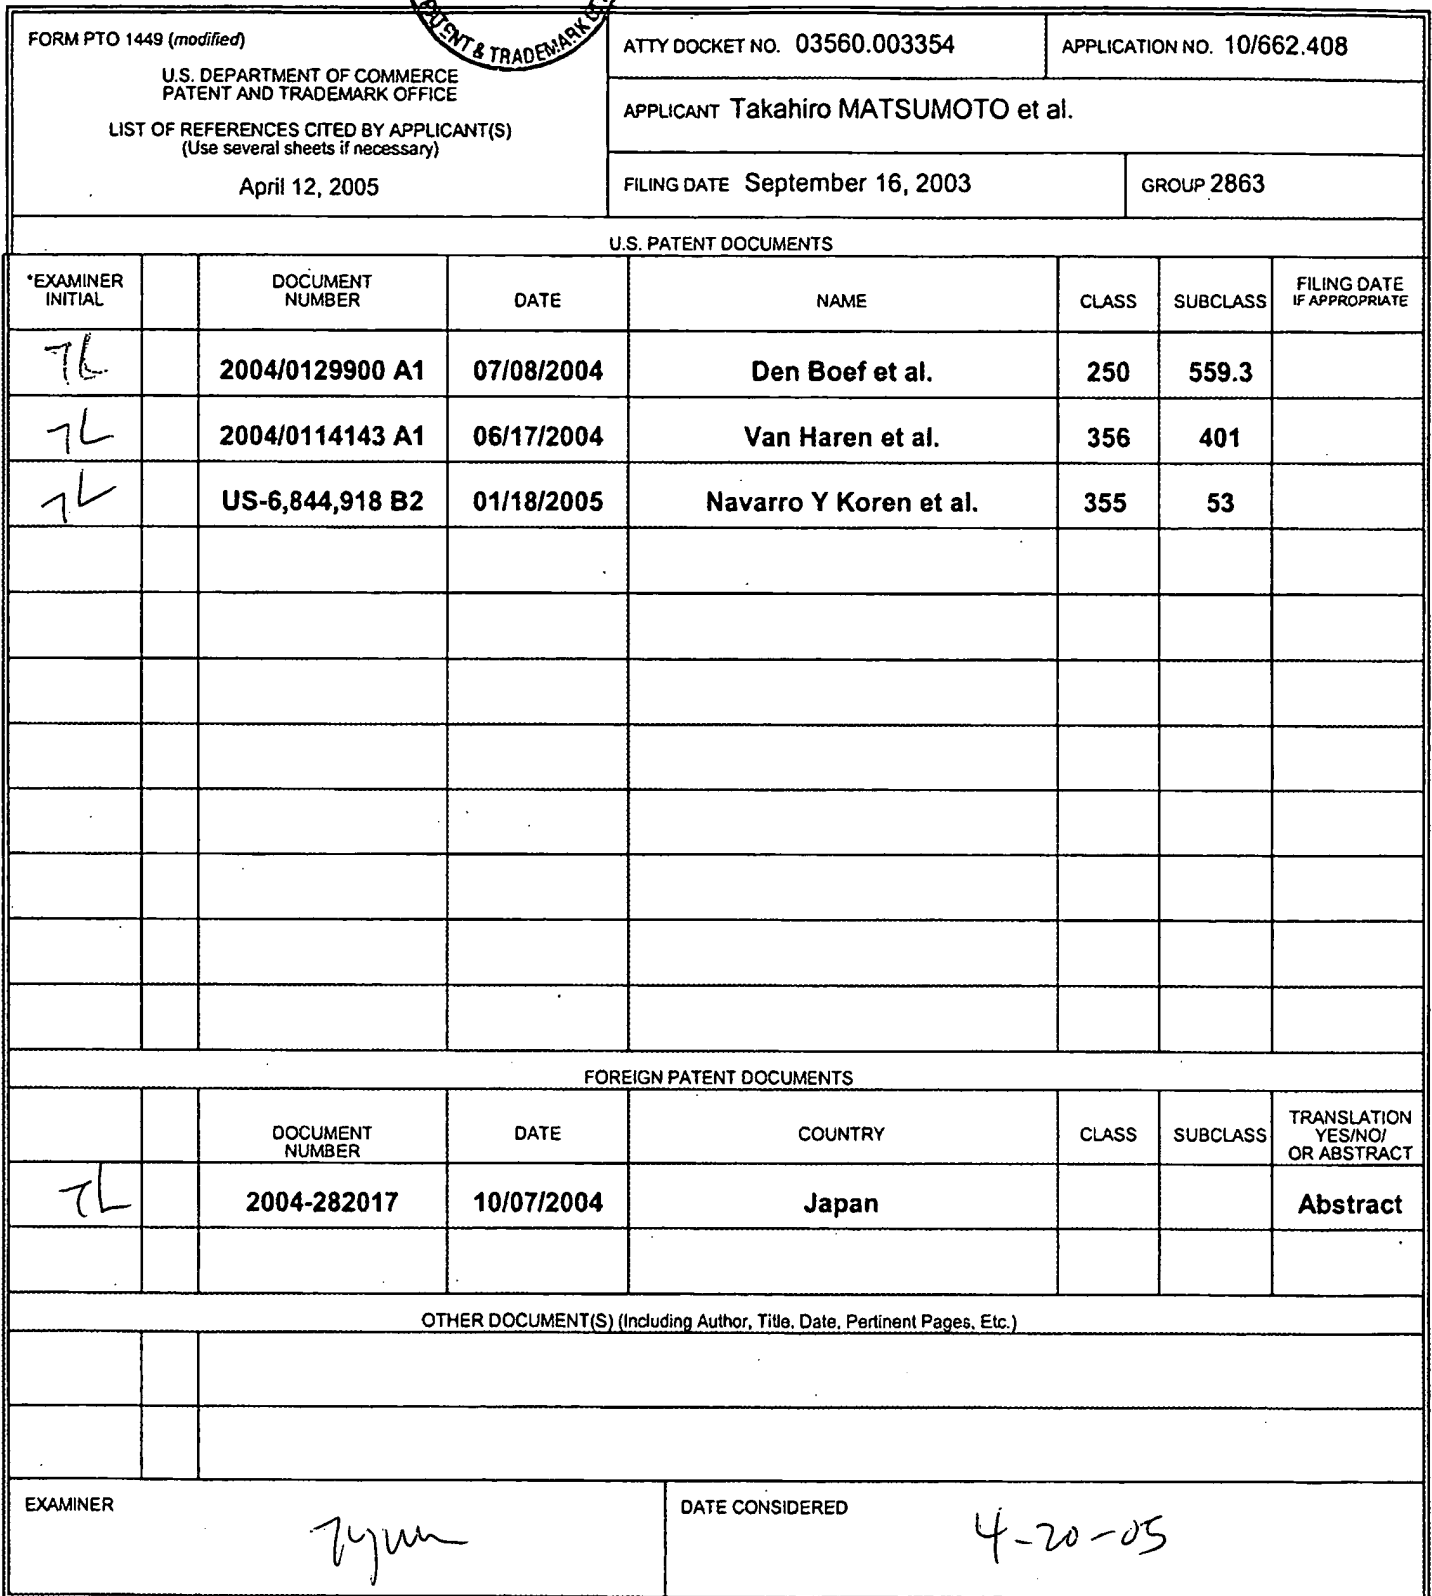 PATENT & TRADEMARK
FORM PTO 1449 (modified)
U.S. DEPARTMENT OF COMMERCE
PATENT AND TRADEMARK OFFICE
LIST OF REFERENCES CITED BY APPLICANT(S)
(Use several sheets if necessary)
April 12, 2005
ATTY DOCKET NO. 03560.003354
APPLICATION NO. 10/662.408
APPLICANT Takahiro MATSUMOTO et al.
FILING DATE September 16, 2003
GROUP 2863
U.S. PATENT DOCUMENTS
*EXAMINER INITIAL DOCUMENT NUMBER DATE NAME CLASS SUBCLASS FILING DATE IF APPROPRIATE
TL 2004/0129900 A1 07/08/2004 Den Boef et al. 250 559.3
TL 2004/0114143 A1 06/17/2004 Van Haren et al. 356 401
TL US-6,844,918 B2 01/18/2005 Navarro Y Koren et al. 355 53
FOREIGN PATENT DOCUMENTS
DOCUMENT NUMBER DATE COUNTRY CLASS SUBCLASS TRANSLATION YES/NO/ OR ABSTRACT
TL 2004-282017 10/07/2004 Japan Abstract
OTHER DOCUMENT(S) (Including Author, Title, Date, Pertinent Pages, Etc.)
EXAMINER
DATE CONSIDERED 4-20-05